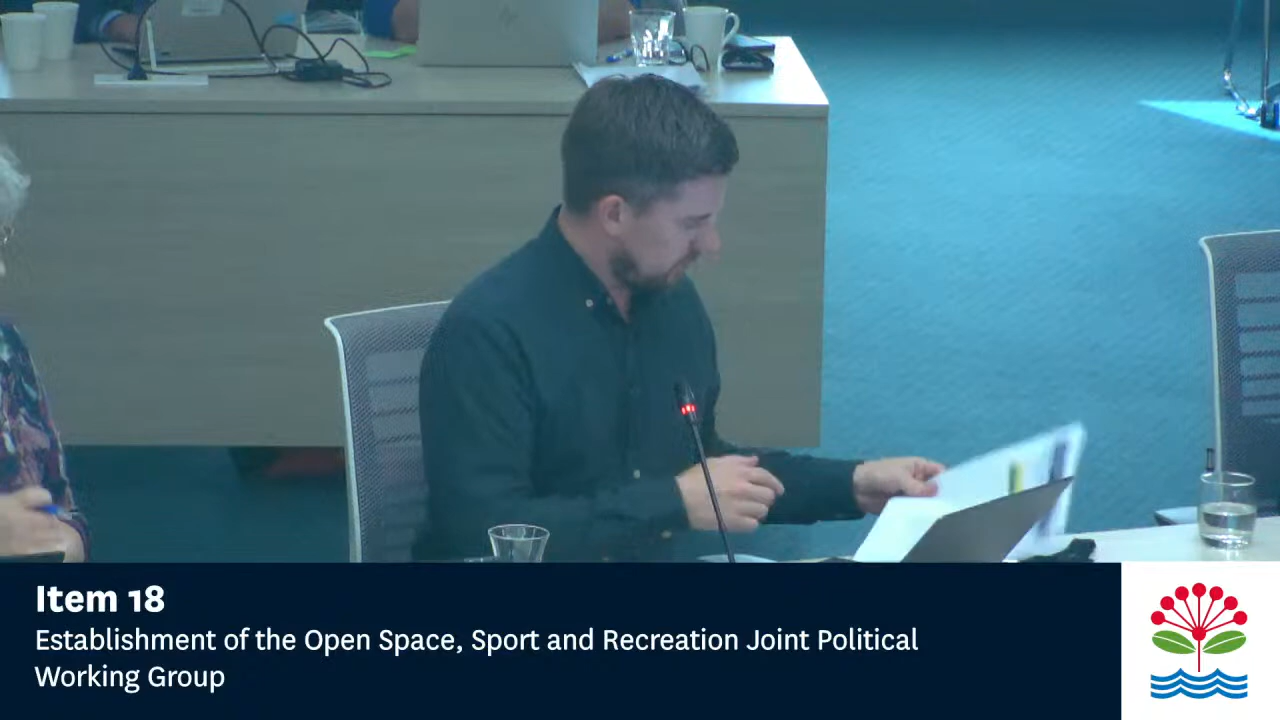 Item 18
Establishment of the Open Space, Sport and Recreation Joint Political
Working Group